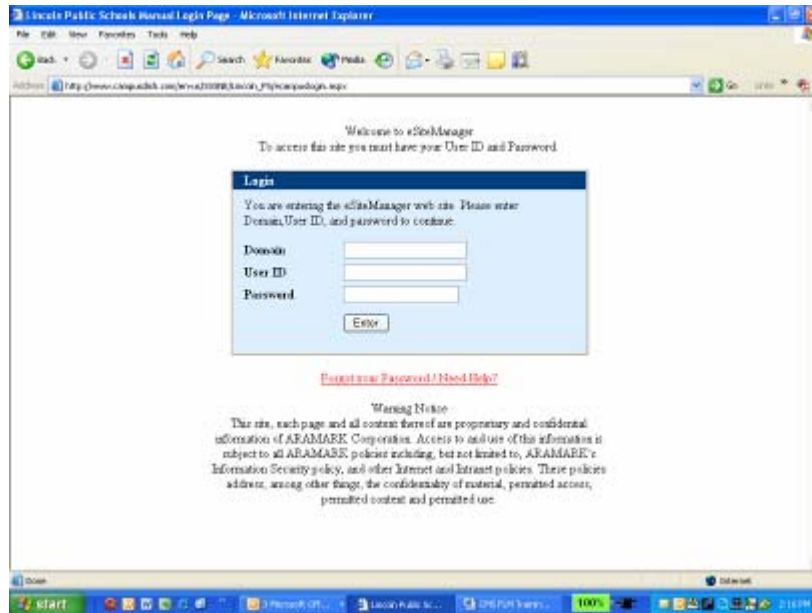 Lincoln Public Schools Manual Login Page - Microsoft Internet Explorer
File Edit View Favorites Tools Help
Back Search Favorites Media
Address Go
Welcome to eSiteManager
To access this site you must have your User ID and Password
Login
You are entering the eSiteManager web site. Please enter
Domain,User ID, and password to continue.
Domain
User ID
Password
Enter
Forgot your Password / Need Help?
Warning Notice
This site, each page and all content thereof are proprietary and confidential
information of ARAMARK Corporation. Access to and use of this information is
subject to all ARAMARK policies including, but not limited to, ARAMARK's
Information Security policy, and other Internet and Intranet policies. These policies
address, among other things, the confidentiality of material, permitted access,
permitted content and permitted use.
Done Internet
start Lincoln Public Sc... 100%